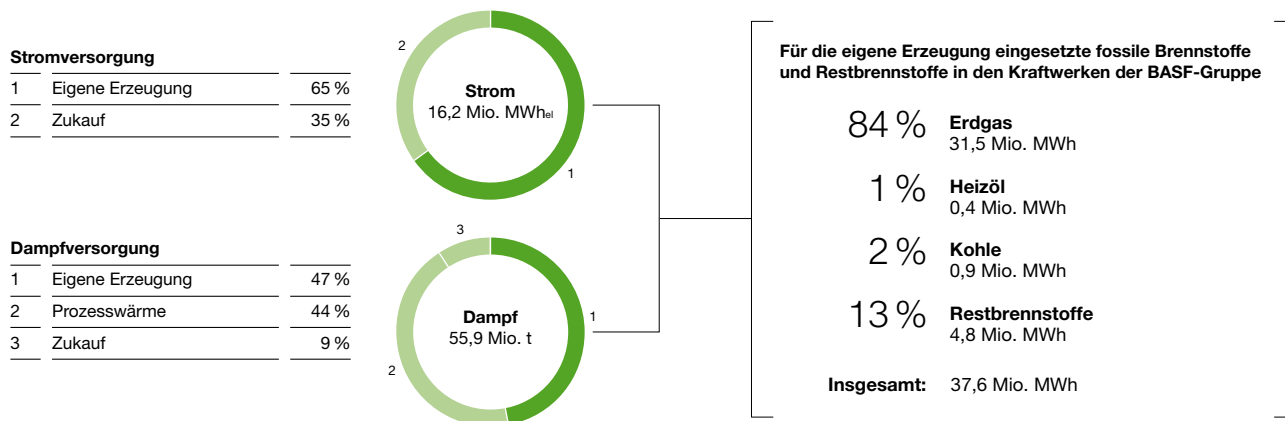 Stromversorgung
1 Eigene Erzeugung 65 %
2 Zukauf 35 %
2
Strom
16,2 Mio. MWhel
1
Dampfversorgung
1 Eigene Erzeugung 47 %
2 Prozesswärme 44 %
3 Zukauf 9 %
3
Dampf
55,9 Mio. t
1
2
Für die eigene Erzeugung eingesetzte fossile Brennstoffe
und Restbrennstoffe in den Kraftwerken der BASF-Gruppe
84 % Erdgas
31,5 Mio. MWh
1 % Heizöl
0,4 Mio. MWh
2 % Kohle
0,9 Mio. MWh
13 % Restbrennstoffe
4,8 Mio. MWh
Insgesamt: 37,6 Mio. MWh